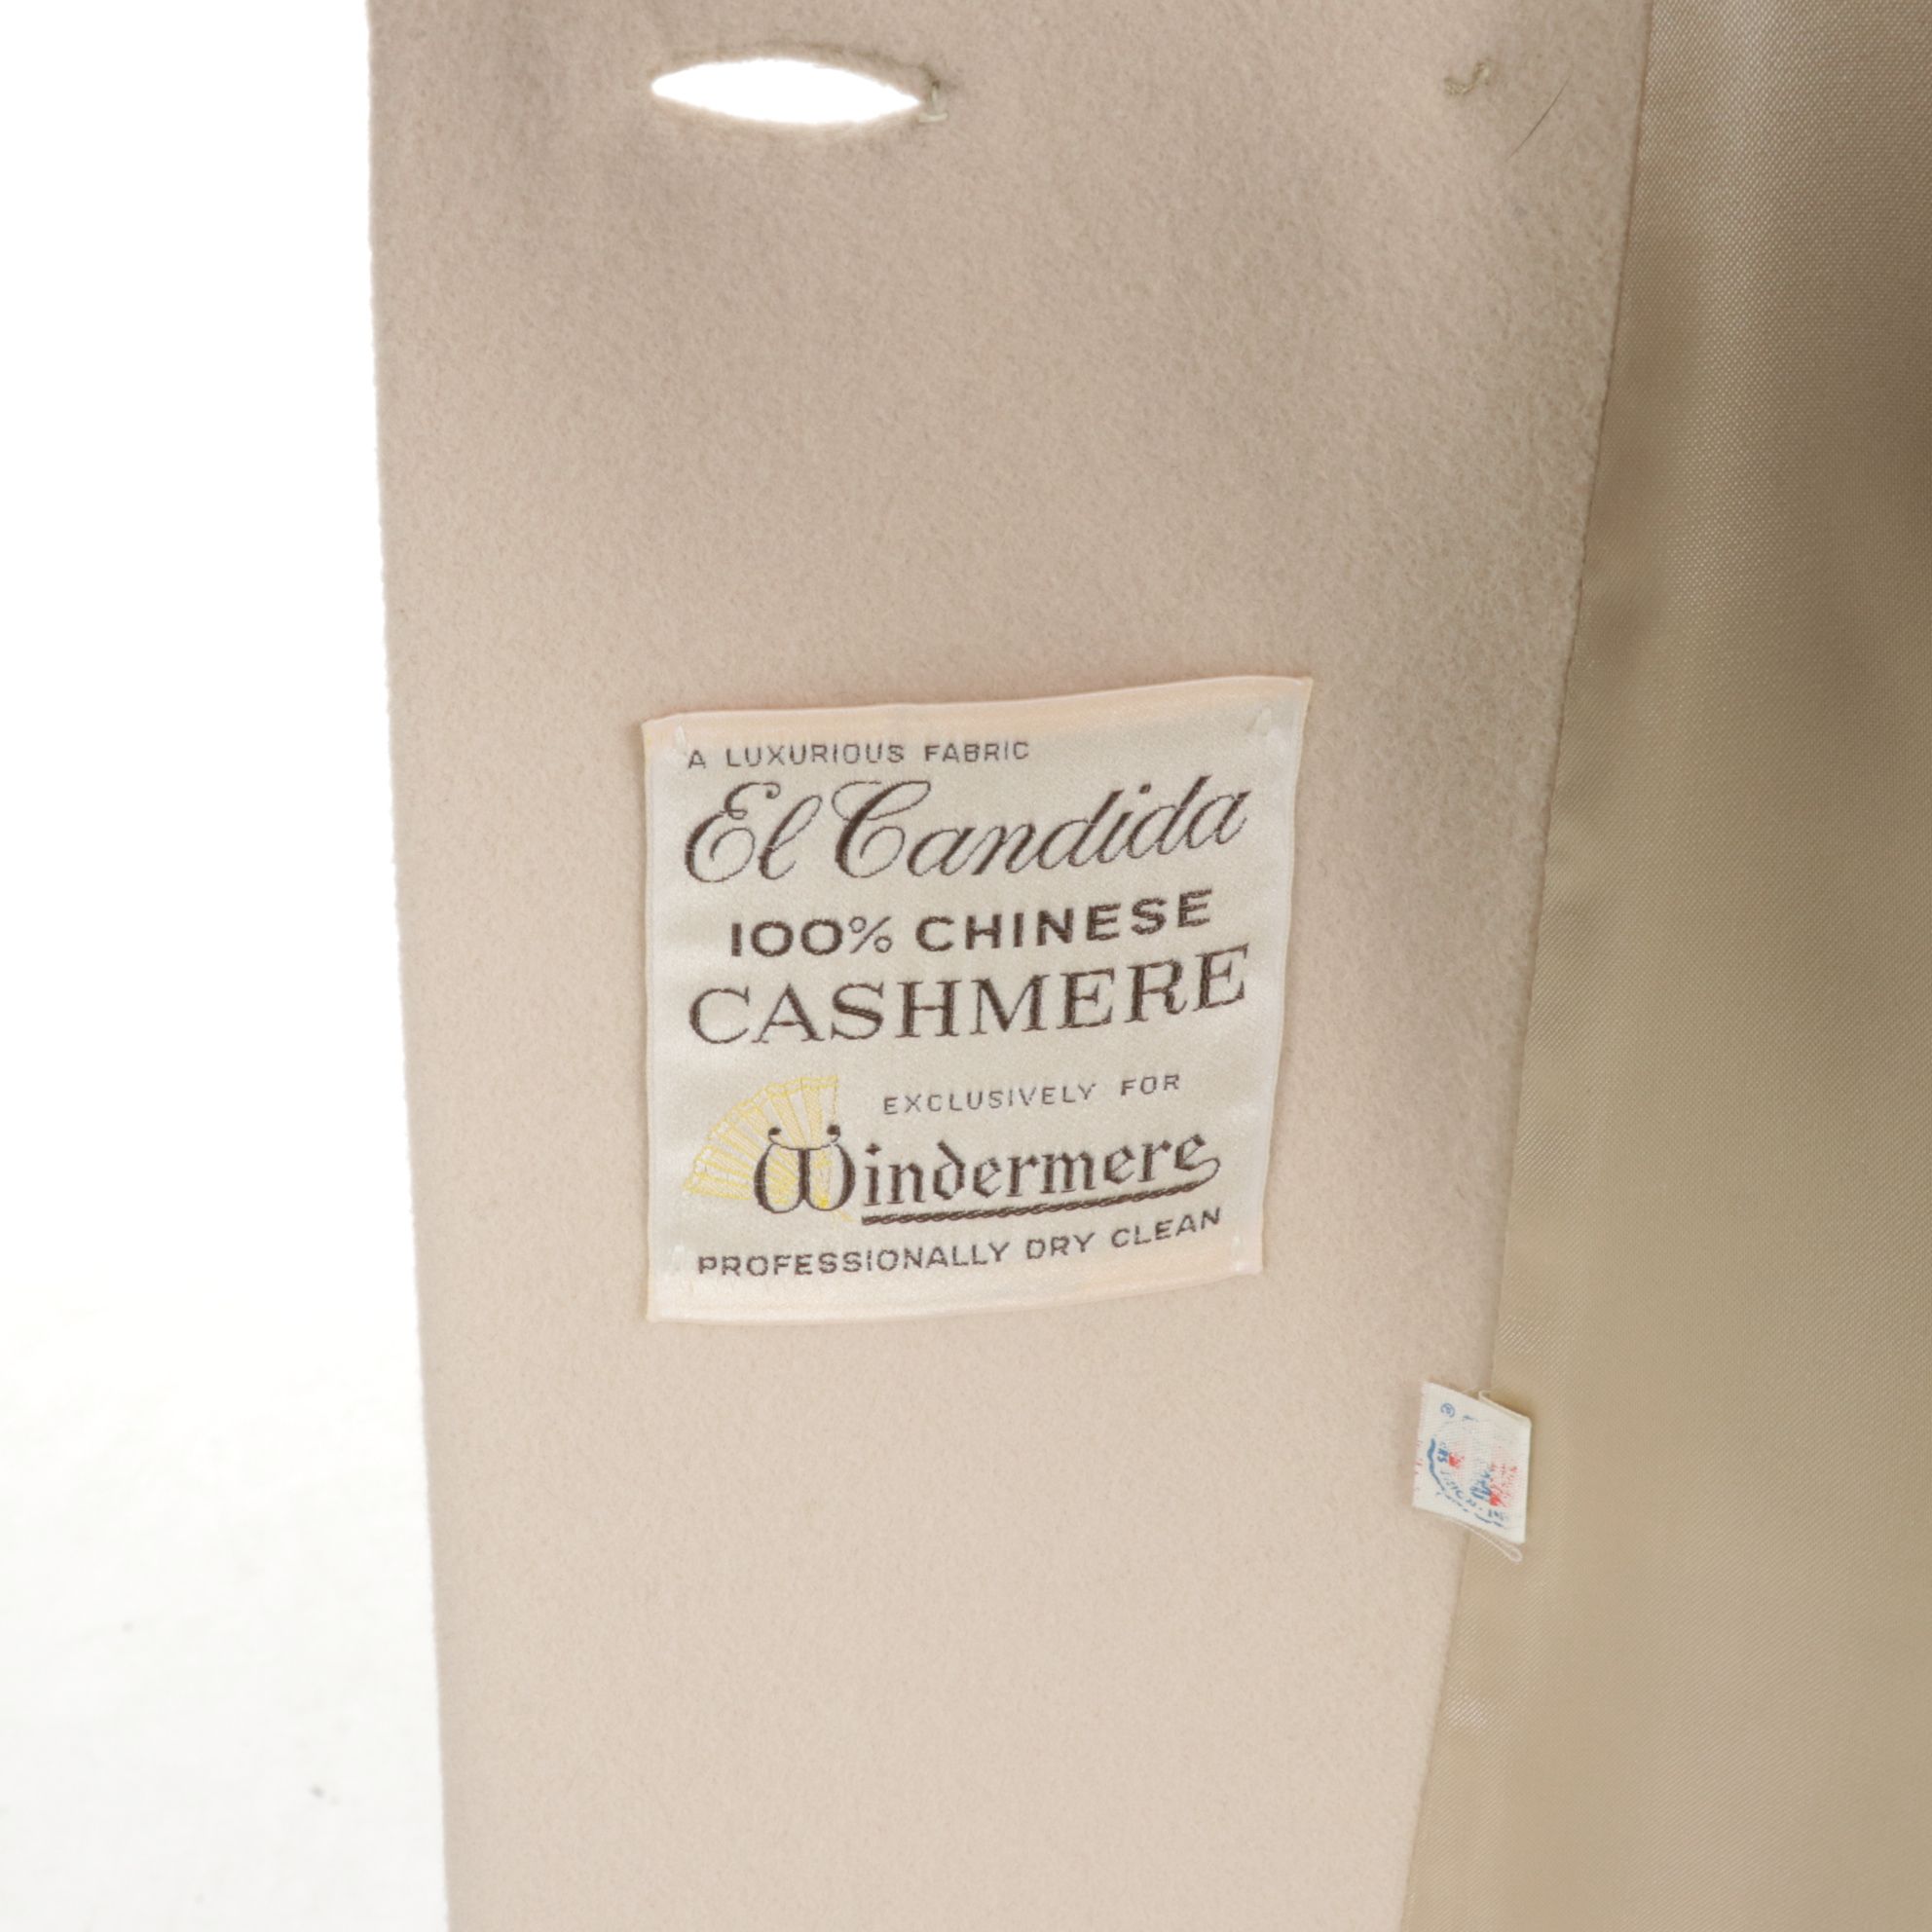 A LUXURIOUS FABRIC
El Candida
100% CHINESE
CASHMERE
EXCLUSIVELY FOR
Windermere
PROFESSIONALLY DRY CLEAN
®